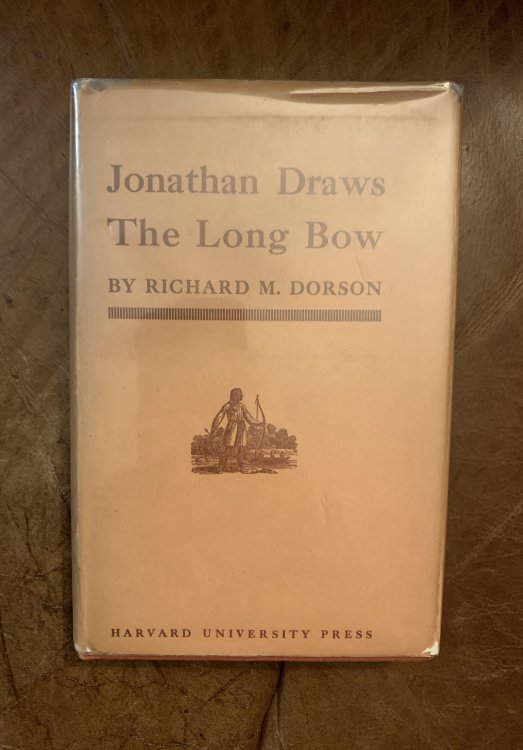 Jonathan Draws
The Long Bow
BY RICHARD M. DORSON
HARVARD UNIVERSITY PRESS